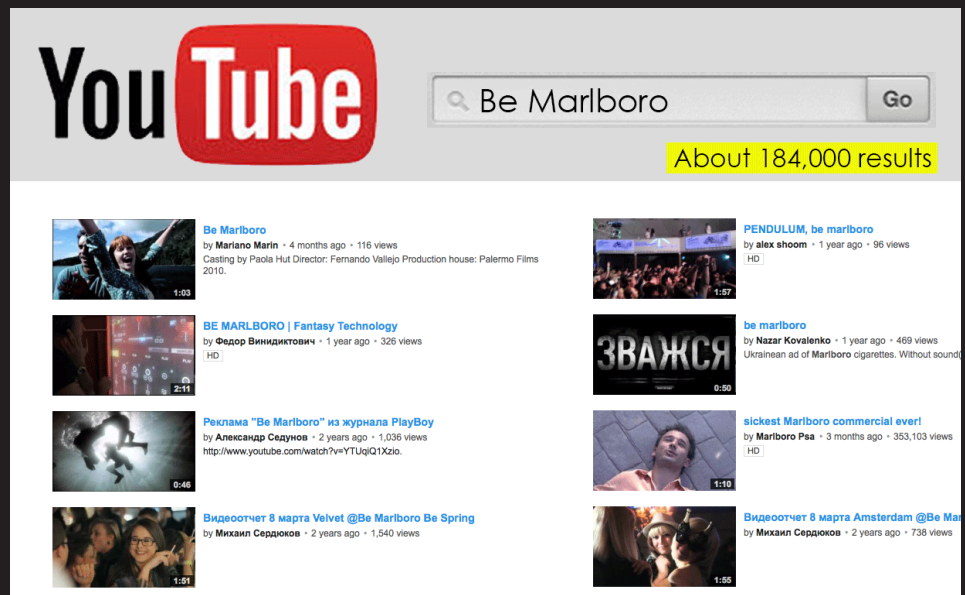 YouTube
Be Marlboro
Go
About 184,000 results
1:03
Be Marlboro
by Mariano Marin • 4 months ago • 116 views
Casting by Paola Hut Director: Fernando Vallejo Production house: Palermo Films
2010.
2:11
BE MARLBORO | Fantasy Technology
by Федор Винидиктович • 1 year ago • 326 views
HD
0:46
Реклама "Be Marlboro" из журнала PlayBoy
by Александр Седунов • 2 years ago • 1,036 views
http://www.youtube.com/watch?v=YTUqiQ1Xzio.
1:51
Видеоотчет 8 марта Velvet @Be Marlboro Be Spring
by Михаил Сердюков • 2 years ago • 1,540 views
1:57
PENDULUM, be marlboro
by alex shoom • 1 year ago • 96 views
HD
ЗВАЖСЯ
0:50
be marlboro
by Nazar Kovalenko • 1 year ago • 469 views
Ukrainean ad of Marlboro cigarettes. Without sound(
1:10
sickest Marlboro commercial ever!
by Marlboro Psa • 3 months ago • 353,103 views
HD
1:55
Видеоотчет 8 марта Amsterdam @Be Mar
by Михаил Сердюков • 2 years ago • 738 views